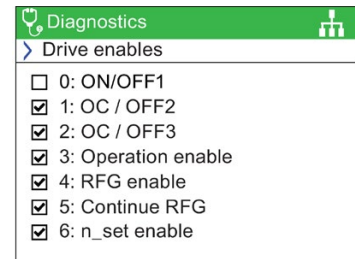 Diagnostics
Drive enables
0: ON/OFF1
1: OC / OFF2
2: OC / OFF3
3: Operation enable
4: RFG enable
5: Continue RFG
6: n_set enable